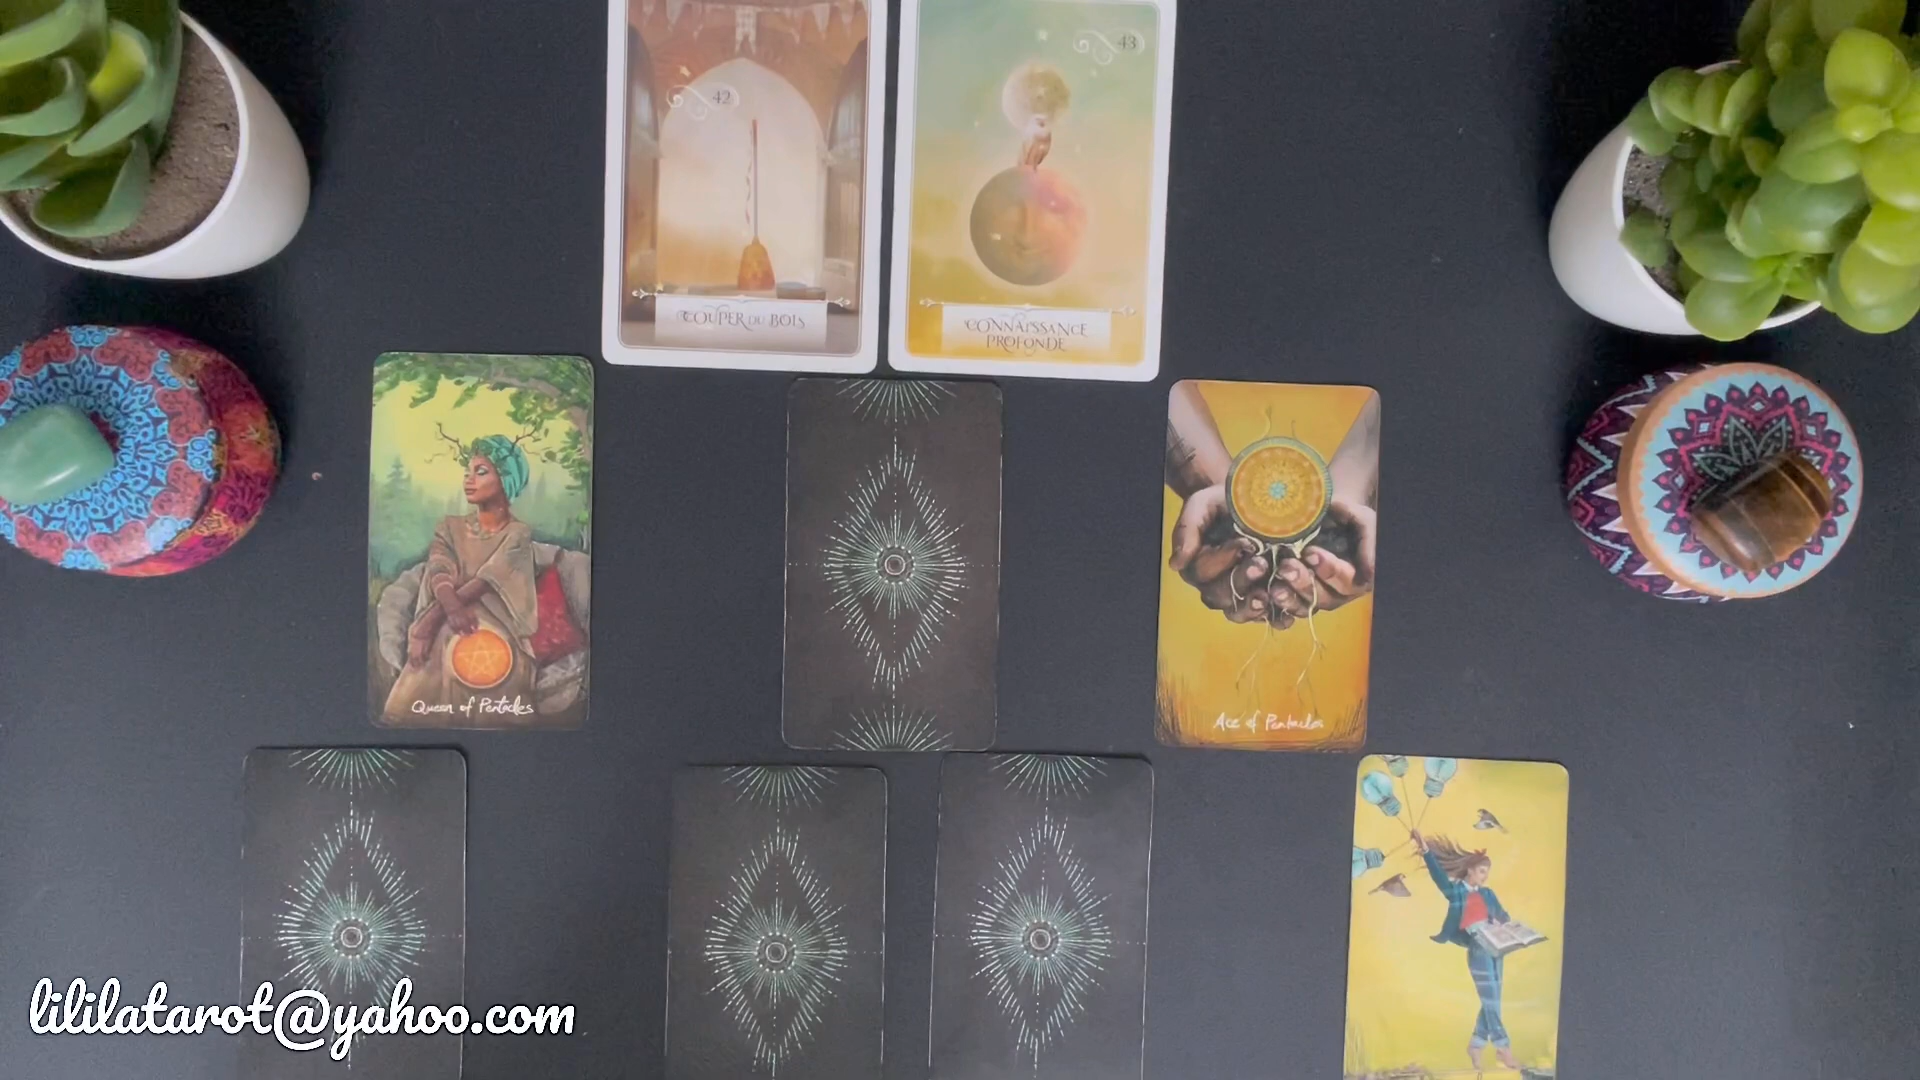 42
43
COUPER DU BOIS
CONNAISSANCE
PROFONDE
Queen of Pentacles
Ace of Pentacles
lililatarot@yahoo.com